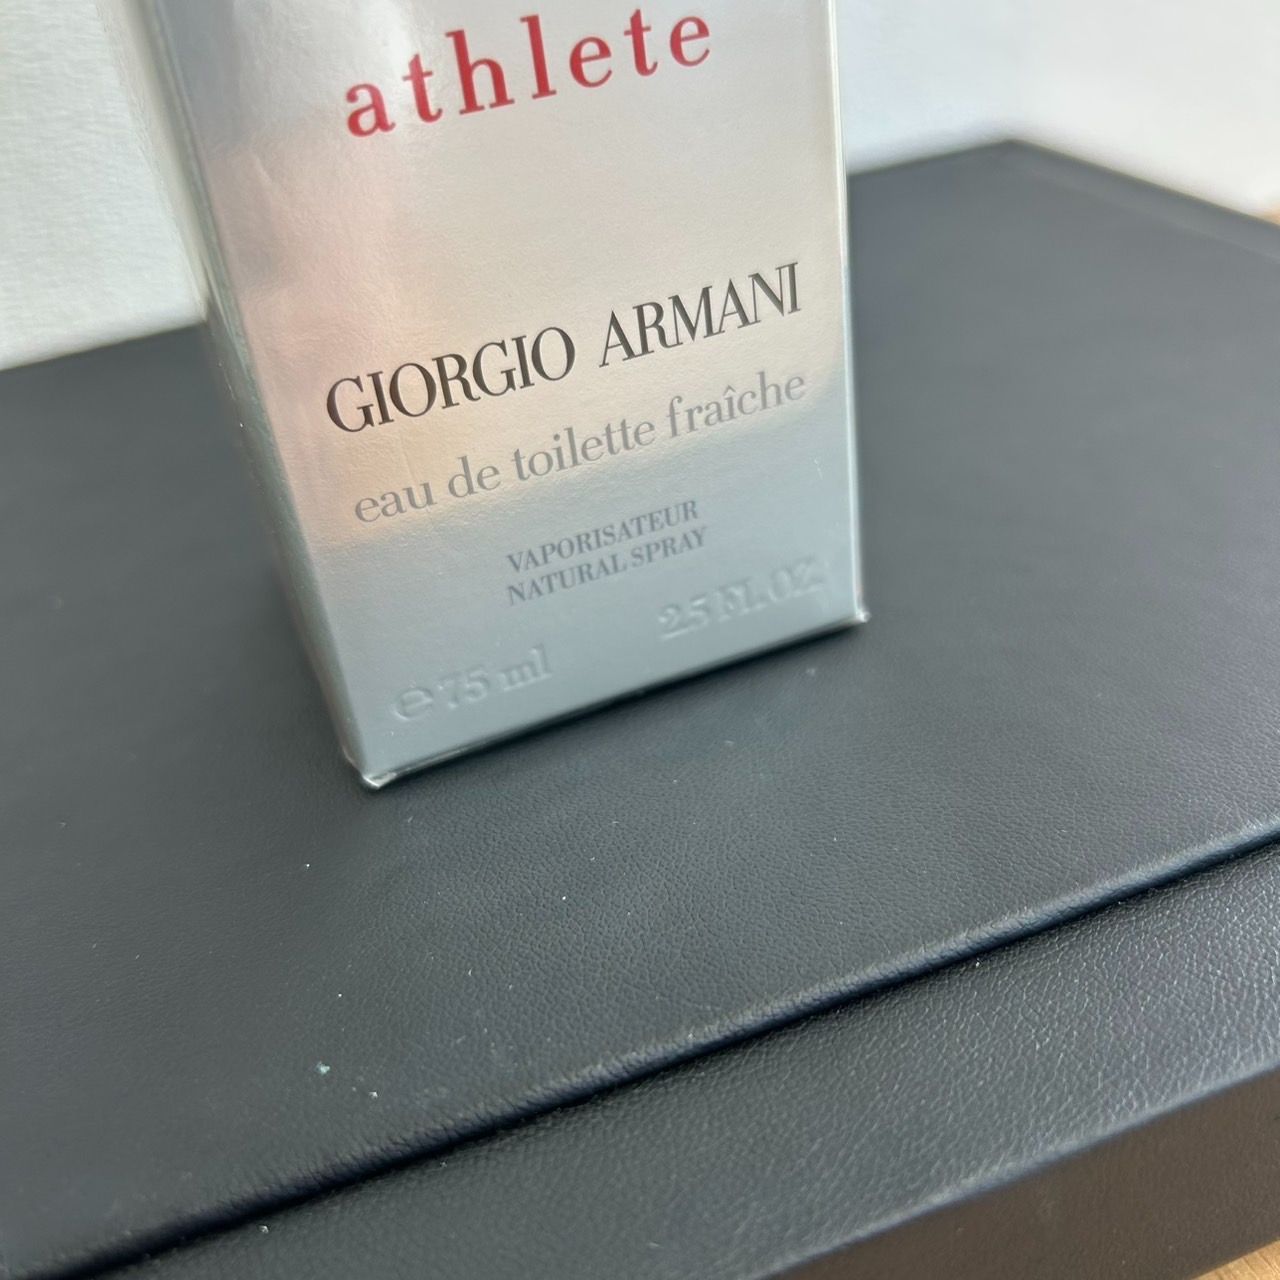 athlete
GIORGIO ARMANI
eau de toilette fraîche
VAPORISATEUR
NATURAL SPRAY
℮ 75 ml 2.5 FL. OZ